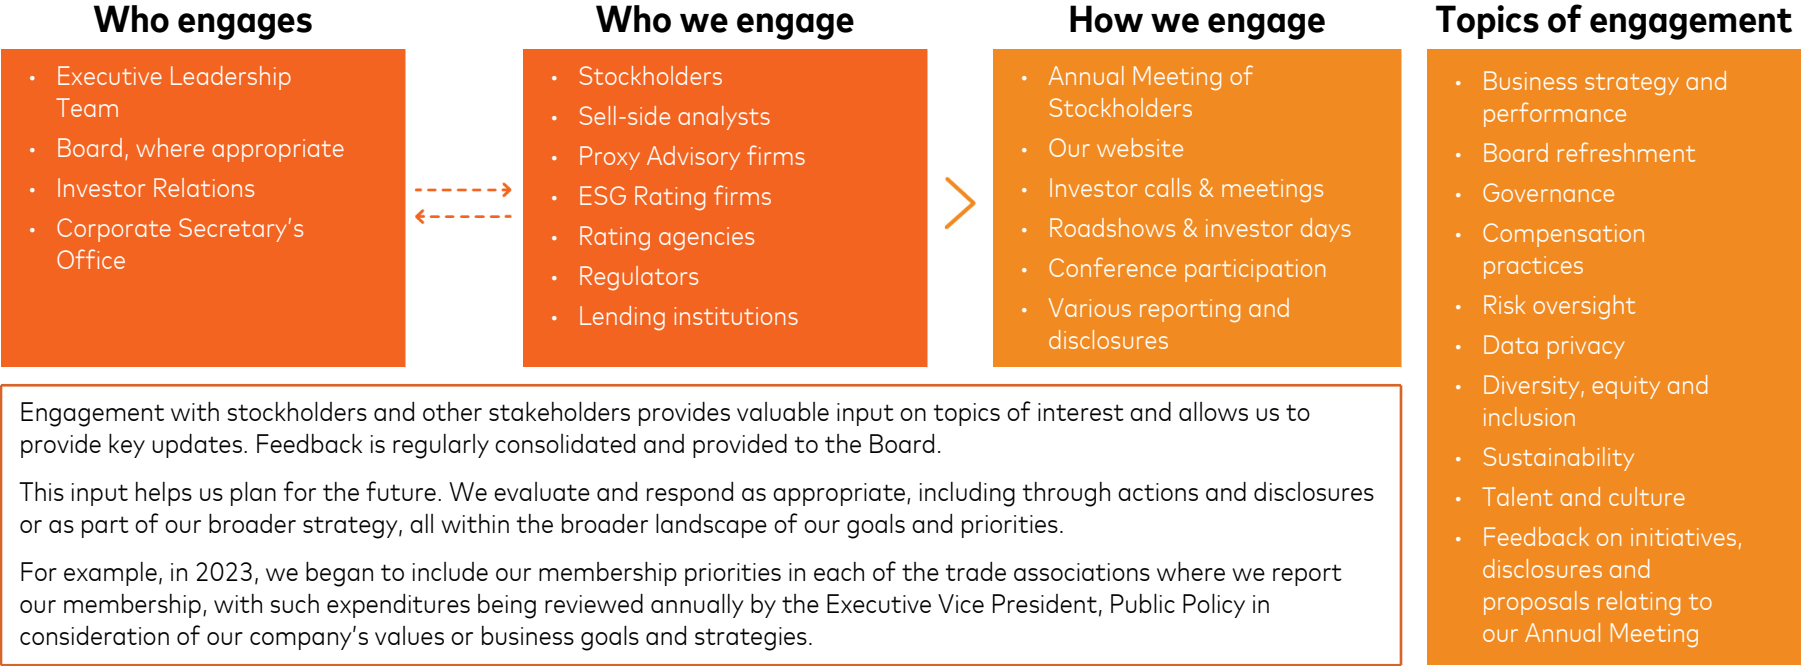 Who engages
• Executive Leadership
Team
• Board, where appropriate
• Investor Relations
• Corporate Secretary’s
Office
Who we engage
• Stockholders
• Sell-side analysts
• Proxy Advisory firms
• ESG Rating firms
• Rating agencies
• Regulators
• Lending institutions
How we engage
• Annual Meeting of
Stockholders
• Our website
• Investor calls & meetings
• Roadshows & investor days
• Conference participation
• Various reporting and
disclosures
Topics of engagement
• Business strategy and
performance
• Board refreshment
• Governance
• Compensation
practices
• Risk oversight
• Data privacy
• Diversity, equity and
inclusion
• Sustainability
• Talent and culture
• Feedback on initiatives,
disclosures and
proposals relating to
our Annual Meeting
Engagement with stockholders and other stakeholders provides valuable input on topics of interest and allows us to
provide key updates. Feedback is regularly consolidated and provided to the Board.
This input helps us plan for the future. We evaluate and respond as appropriate, including through actions and disclosures
or as part of our broader strategy, all within the broader landscape of our goals and priorities.
For example, in 2023, we began to include our membership priorities in each of the trade associations where we report
our membership, with such expenditures being reviewed annually by the Executive Vice President, Public Policy in
consideration of our company’s values or business goals and strategies.